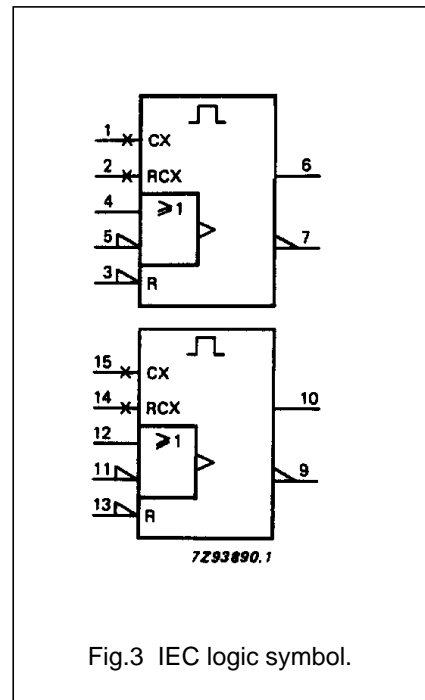 1 CX
2 RCX 6
4 ≥1
5 7
3 R
15 CX
14 RCX 10
12 ≥1
11 9
13 R
7Z93890.1
Fig.3 IEC logic symbol.